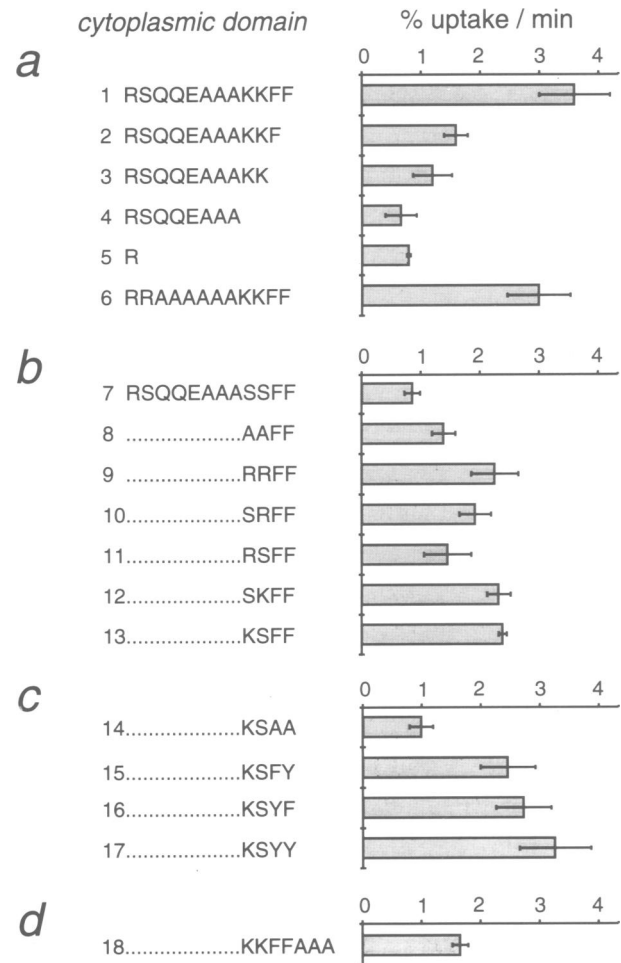 cytoplasmic domain % uptake / min
a
0 1 2 3 4
1 RSQQEAAAKKFF
2 RSQQEAAAKKF
3 RSQQEAAAKK
4 RSQQEAAA
5 R
6 RRAAAAAAKKFF
b
0 1 2 3 4
7 RSQQEAAASSFF
8 .....................AAFF
9 .....................RRFF
10.....................SRFF
11.....................RSFF
12.....................SKFF
13.....................KSFF
c
0 1 2 3 4
14.....................KSAA
15.....................KSFY
16.....................KSYF
17.....................KSYY
d
0 1 2 3 4
18.....................KKFFAAA